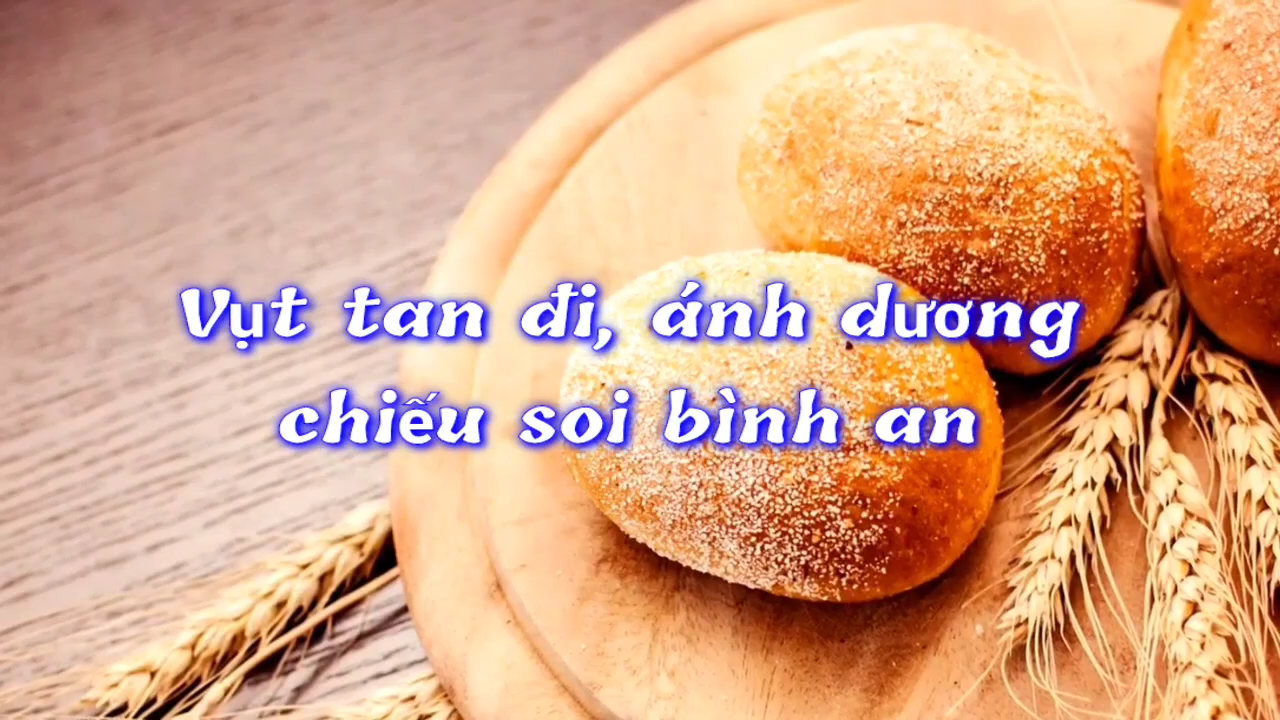 Vụt tan đi, ánh dương
chiếu soi bình an